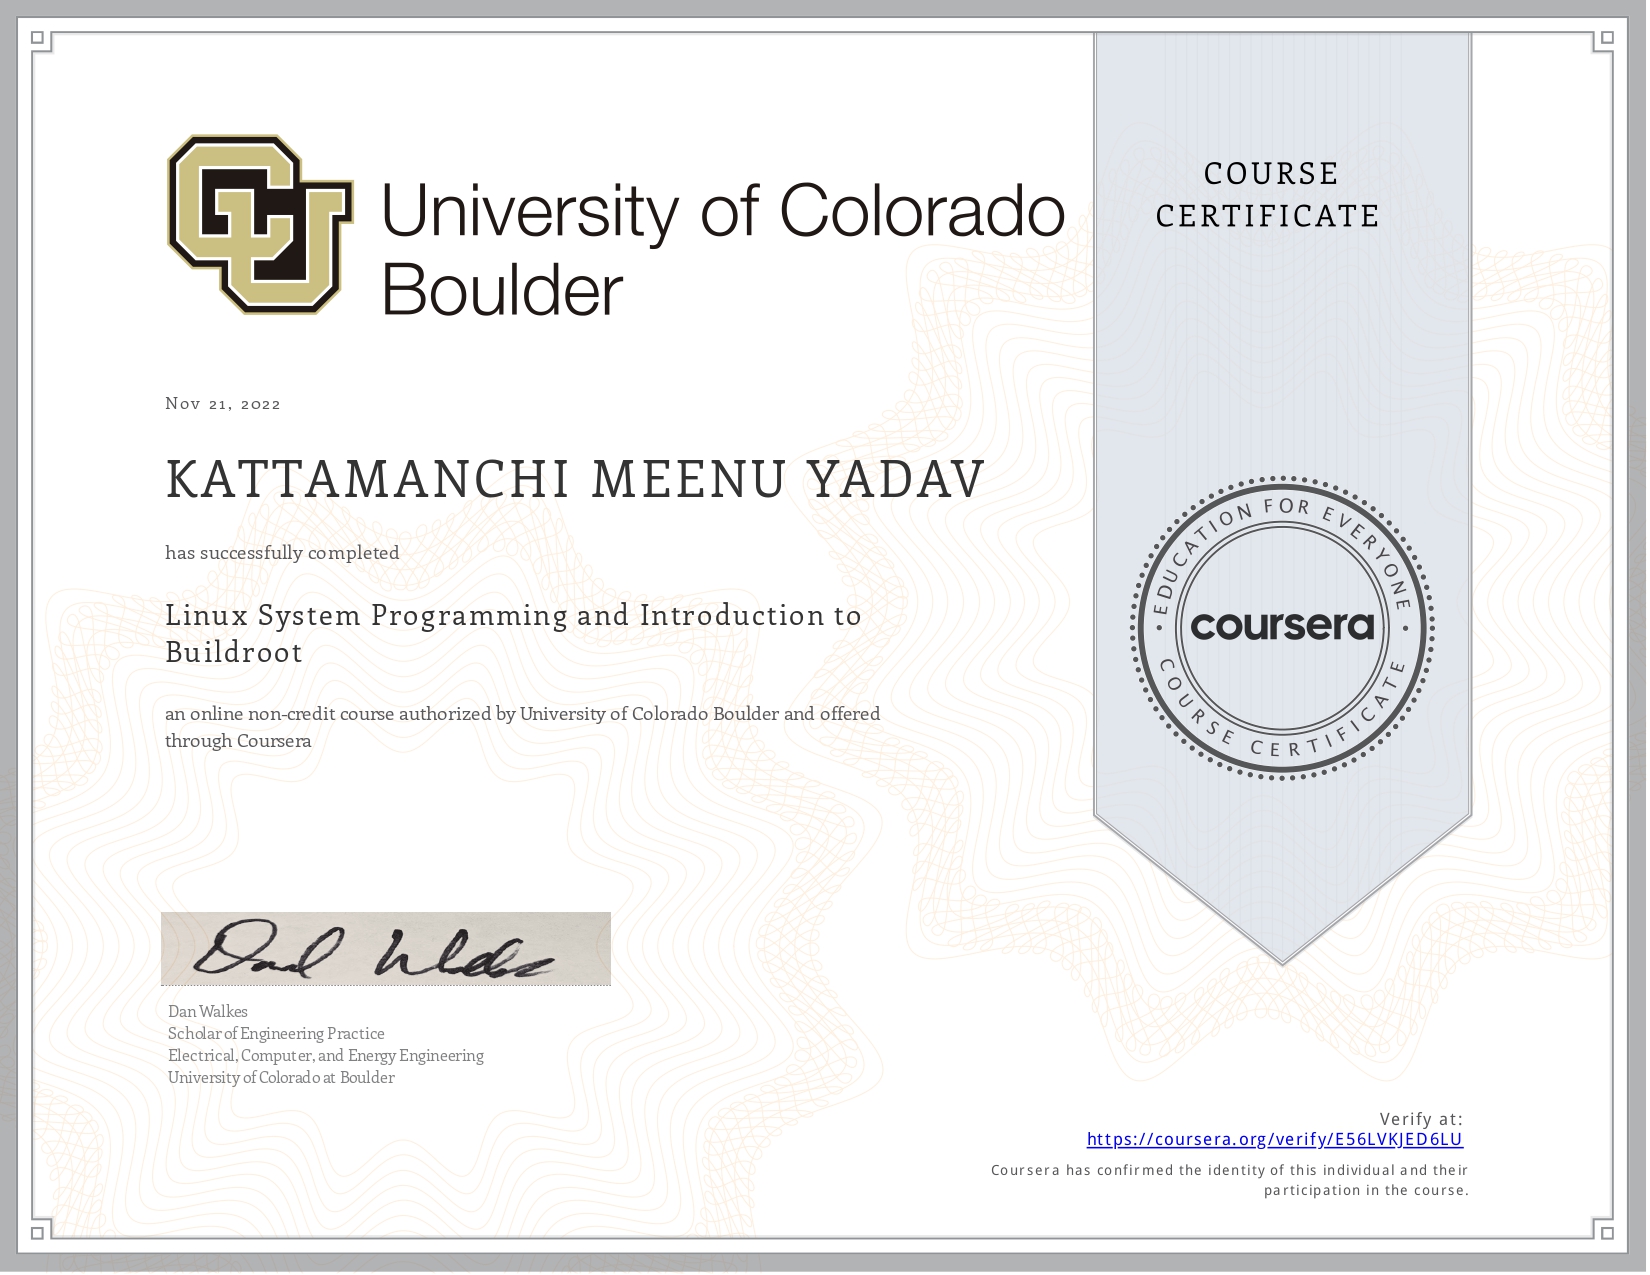 CU
University of Colorado
Boulder
COURSE
CERTIFICATE
Nov 21, 2022
KATTAMANCHI MEENU YADAV
has successfully completed
Linux System Programming and Introduction to
Buildroot
an online non-credit course authorized by University of Colorado Boulder and offered
through Coursera
EDUCATION FOR EVERYONE
coursera
COURSE CERTIFICATE
Dan Walkes
Scholar of Engineering Practice
Electrical, Computer, and Energy Engineering
University of Colorado at Boulder
Verify at:
https://coursera.org/verify/E56LVKJED6LU
Coursera has confirmed the identity of this individual and their
participation in the course.